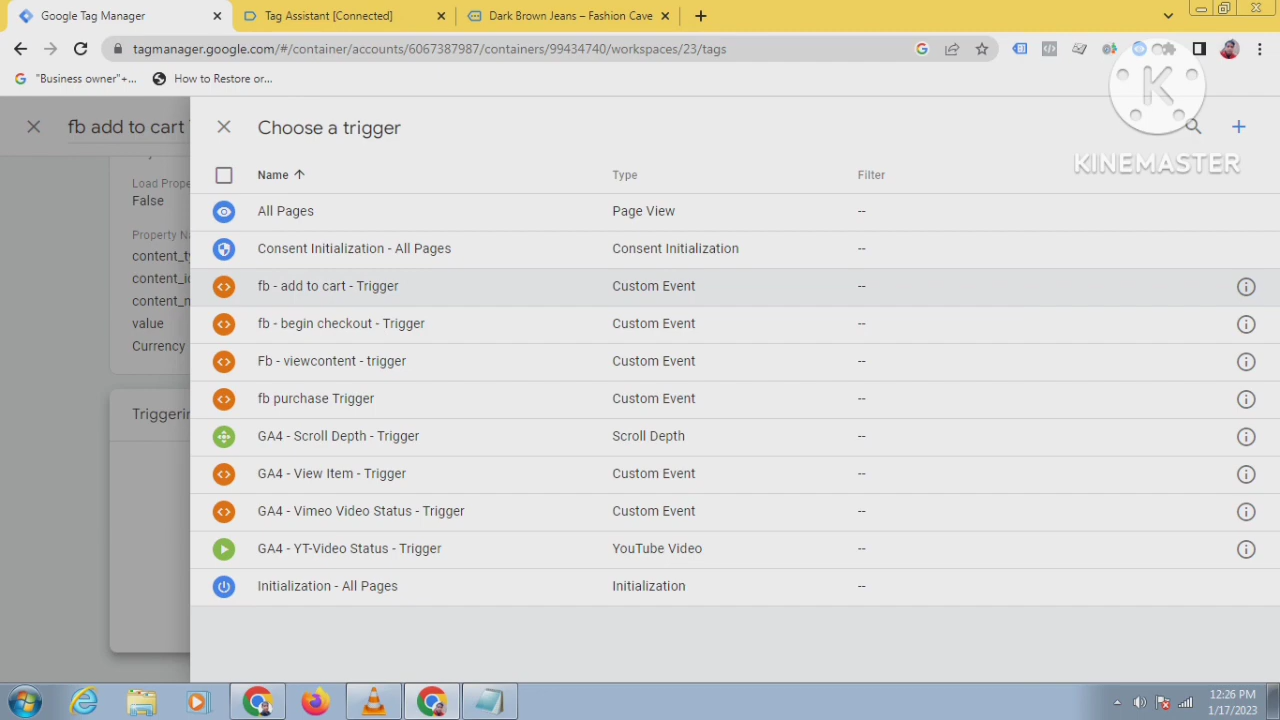 Google Tag Manager
Tag Assistant [Connected]
Dark Brown Jeans – Fashion Cave
tagmanager.google.com/#/container/accounts/6067387987/containers/99434740/workspaces/23/tags
"Business owner"+...
How to Restore or...
K
KINEMASTER
fb add to cart
Choose a trigger
Name
Type
Filter
Load Prope
False
Property Na
content_ty
content_id
content_n
value
Currency
Triggerin
All Pages
Page View
--
Consent Initialization - All Pages
Consent Initialization
--
fb - add to cart - Trigger
Custom Event
--
fb - begin checkout - Trigger
Custom Event
--
Fb - viewcontent - trigger
Custom Event
--
fb purchase Trigger
Custom Event
--
GA4 - Scroll Depth - Trigger
Scroll Depth
--
GA4 - View Item - Trigger
Custom Event
--
GA4 - Vimeo Video Status - Trigger
Custom Event
--
GA4 - YT-Video Status - Trigger
YouTube Video
--
Initialization - All Pages
Initialization
--
12:26 PM
1/17/2023